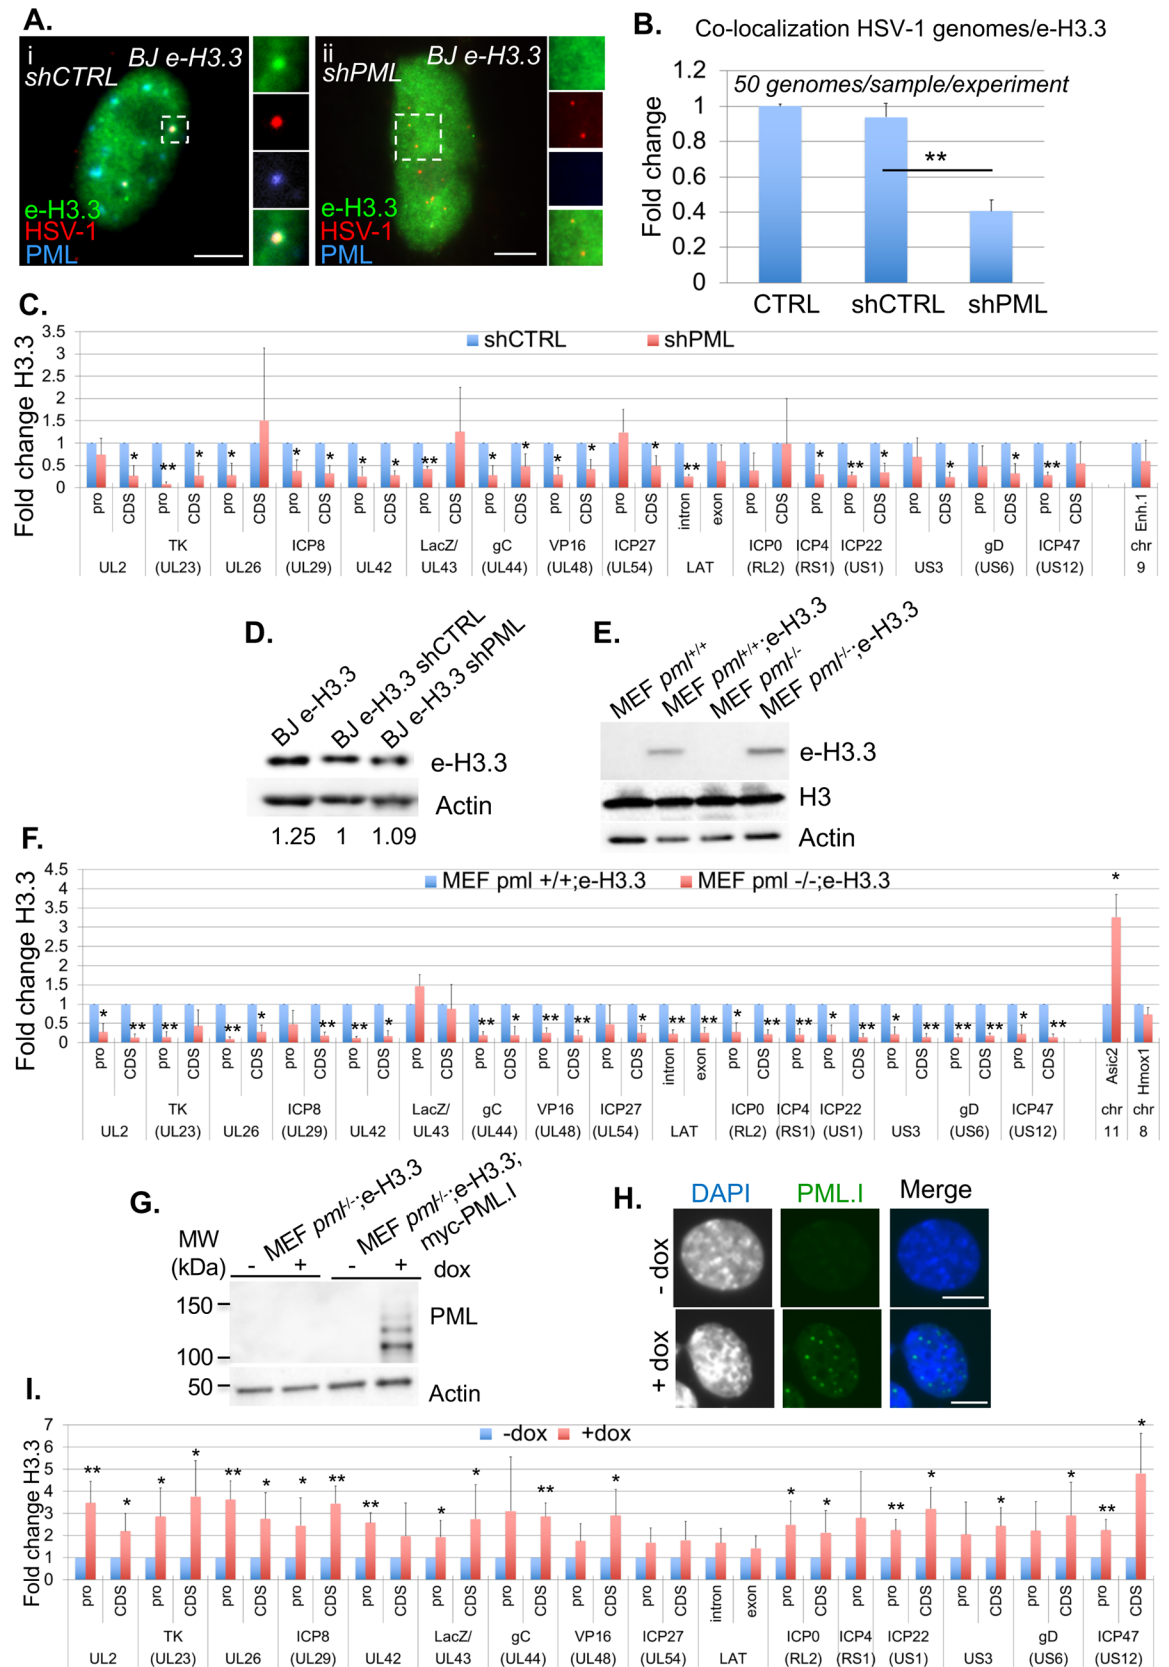 A.
i
shCTRL
BJ e-H3.3
e-H3.3
HSV-1
PML
ii
shPML
BJ e-H3.3
e-H3.3
HSV-1
PML
B.
Co-localization HSV-1 genomes/e-H3.3
50 genomes/sample/experiment
Fold change
1.2
1
0.8
0.6
0.4
0.2
0
**
CTRL shCTRL shPML
C.
Fold change H3.3
shCTRL shPML
3.5
3
2.5
2
1.5
1
0.5
0
* ** * * * * * * ** * * * * * ** * ** * * * **
pro CDS pro CDS pro CDS pro CDS pro CDS pro CDS pro CDS pro CDS pro CDS intron exon pro CDS pro pro CDS pro CDS pro CDS pro CDS Enh.1
TK ICP8 LacZ/ gC VP16 ICP27 ICP0 ICP4 ICP22 gD ICP47 chr
UL2 (UL23) UL26 (UL29) UL42 UL43 (UL44) (UL48) (UL54) LAT (RL2) (RS1) (US1) US3 (US6) (US12) 9
D.
BJ e-H3.3
BJ e-H3.3 shCTRL
BJ e-H3.3 shPML
e-H3.3
Actin
1.25 1 1.09
E.
MEF pml+/+
MEF pml+/+;e-H3.3
MEF pml-/-
MEF pml-/-;e-H3.3
e-H3.3
H3
Actin
F.
Fold change H3.3
MEF pml +/+;e-H3.3 MEF pml -/-;e-H3.3
4.5
4
3.5
3
2.5
2
1.5
1
0.5
0
* ** ** ** * ** ** * ** * ** ** * ** ** * ** ** * ** * ** ** ** * ** *
pro CDS pro CDS pro CDS pro CDS pro CDS pro CDS pro CDS pro CDS pro CDS intron exon pro CDS pro pro CDS pro CDS pro CDS pro CDS Asic2 Hmox1
TK ICP8 LacZ/ gC VP16 ICP27 ICP0 ICP4 ICP22 gD ICP47 chr chr
UL2 (UL23) UL26 (UL29) UL42 UL43 (UL44) (UL48) (UL54) LAT (RL2) (RS1) (US1) US3 (US6) (US12) 11 8
G.
MEF pml-/-;e-H3.3
MEF pml-/-;e-H3.3;
myc-PML.I
MW
(kDa)
- + - + dox
150
100
50
PML
Actin
H.
DAPI PML.I Merge
- dox
+ dox
I.
Fold change H3.3
-dox +dox
7
6
5
4
3
2
1
0
** * * * ** * * ** ** * * ** * * * ** * * * ** *
pro CDS pro CDS pro CDS pro CDS pro CDS pro CDS pro CDS pro CDS pro CDS intron exon pro CDS pro pro CDS pro CDS pro CDS pro CDS
TK ICP8 LacZ/ gC VP16 ICP27 ICP0 ICP4 ICP22 gD ICP47
UL2 (UL23) UL26 (UL29) UL42 UL43 (UL44) (UL48) (UL54) LAT (RL2) (RS1) (US1) US3 (US6) (US12)